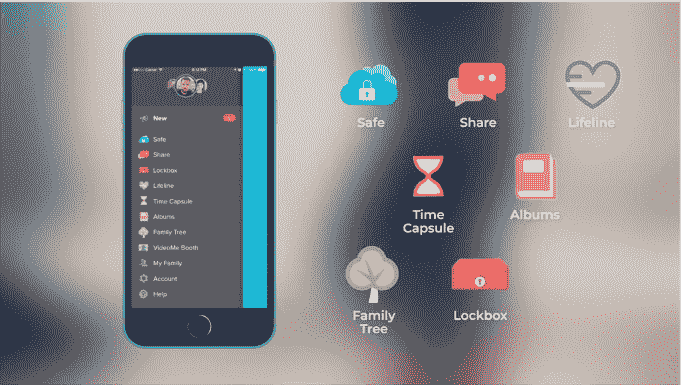 New
Safe
Share
Lockbox
Lifeline
Time Capsule
Albums
Family Tree
VideoMe Booth
My Family
Account
Help
Safe
Share
Lifeline
Time
Capsule
Albums
Family
Tree
Lockbox